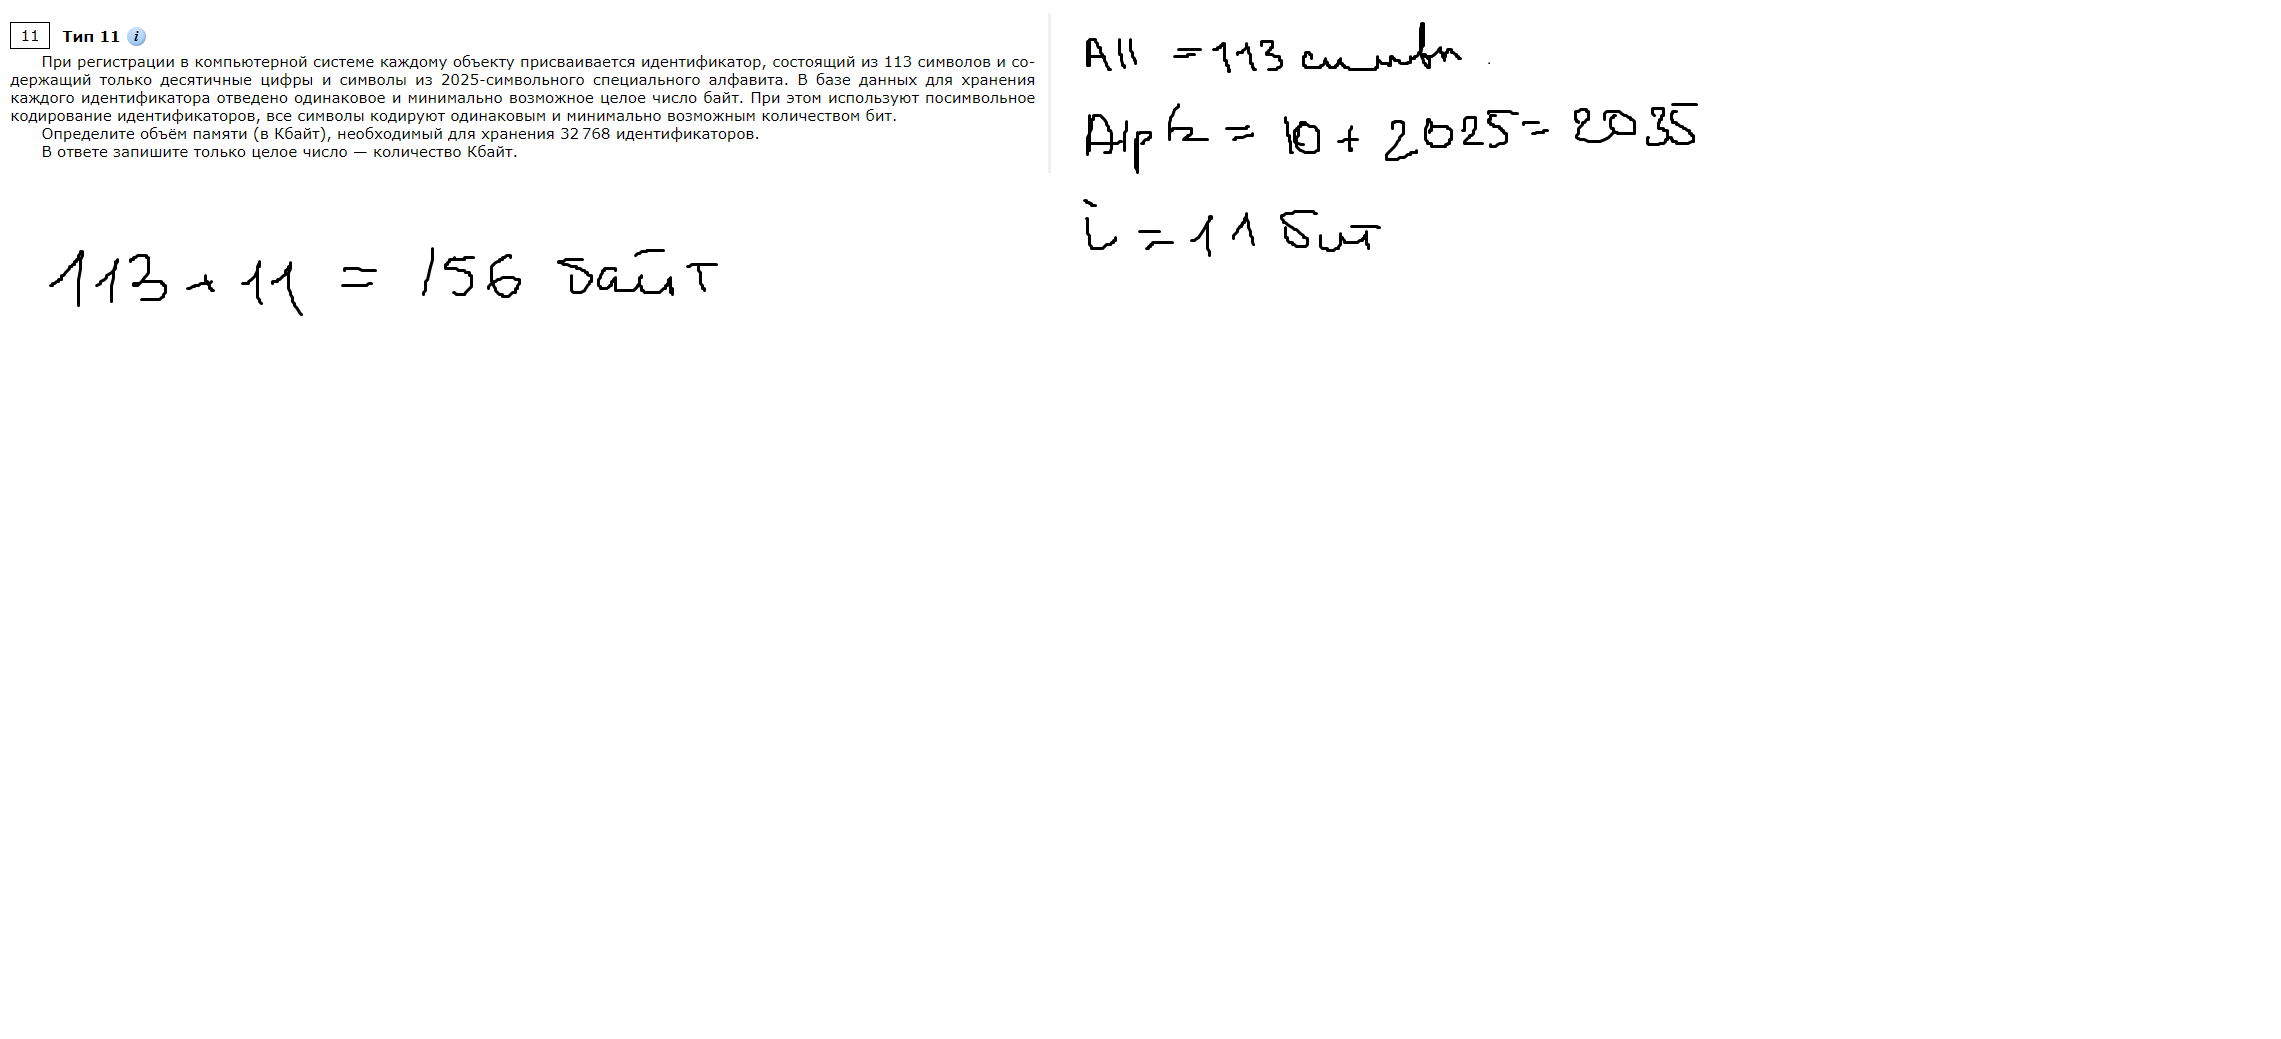 11 Тип 11 i
При регистрации в компьютерной системе каждому объекту присваивается идентификатор, состоящий из 113 символов и со-
держащий только десятичные цифры и символы из 2025-символьного специального алфавита. В базе данных для хранения
каждого идентификатора отведено одинаковое и минимально возможное целое число байт. При этом используют посимвольное
кодирование идентификаторов, все символы кодируют одинаковым и минимально возможным количеством бит.
Определите объём памяти (в Кбайт), необходимый для хранения 32 768 идентификаторов.
В ответе запишите только целое число — количество Кбайт.
All = 113 символ
Alph = 10 + 2025 = 2035
i = 11 бит
113 * 11 = 156 байт